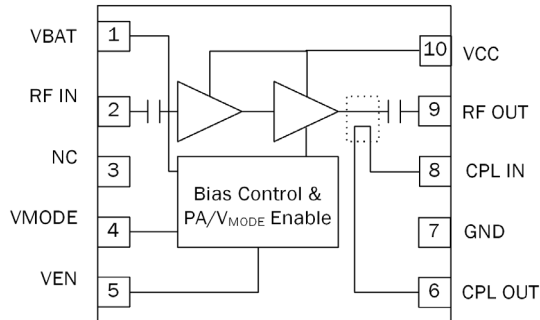 VBAT 1
RF IN 2
NC 3
VMODE 4
VEN 5
Bias Control &
PA/VMODE Enable
10 VCC
9 RF OUT
8 CPL IN
7 GND
6 CPL OUT